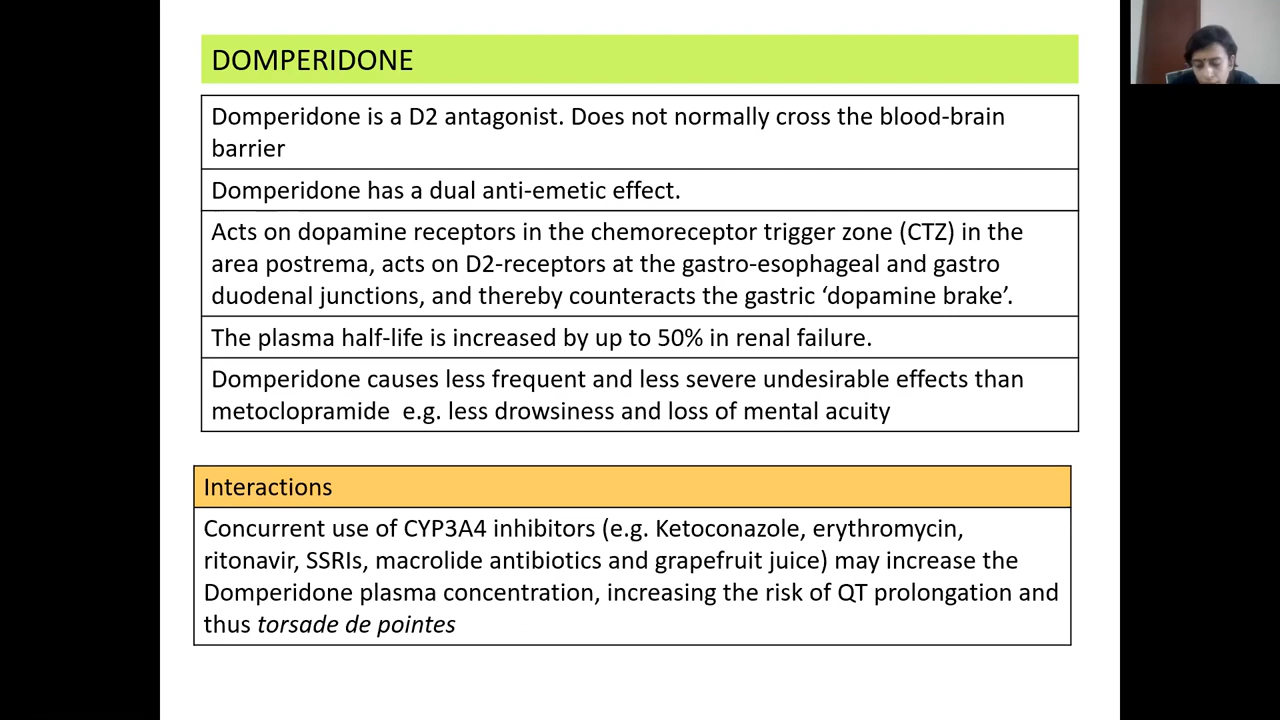 DOMPERIDONE
Domperidone is a D2 antagonist. Does not normally cross the blood-brain
barrier
Domperidone has a dual anti-emetic effect.
Acts on dopamine receptors in the chemoreceptor trigger zone (CTZ) in the
area postrema, acts on D2-receptors at the gastro-esophageal and gastro
duodenal junctions, and thereby counteracts the gastric ‘dopamine brake’.
The plasma half-life is increased by up to 50% in renal failure.
Domperidone causes less frequent and less severe undesirable effects than
metoclopramide  e.g. less drowsiness and loss of mental acuity
Interactions
Concurrent use of CYP3A4 inhibitors (e.g. Ketoconazole, erythromycin,
ritonavir, SSRIs, macrolide antibiotics and grapefruit juice) may increase the
Domperidone plasma concentration, increasing the risk of QT prolongation and
thus torsade de pointes